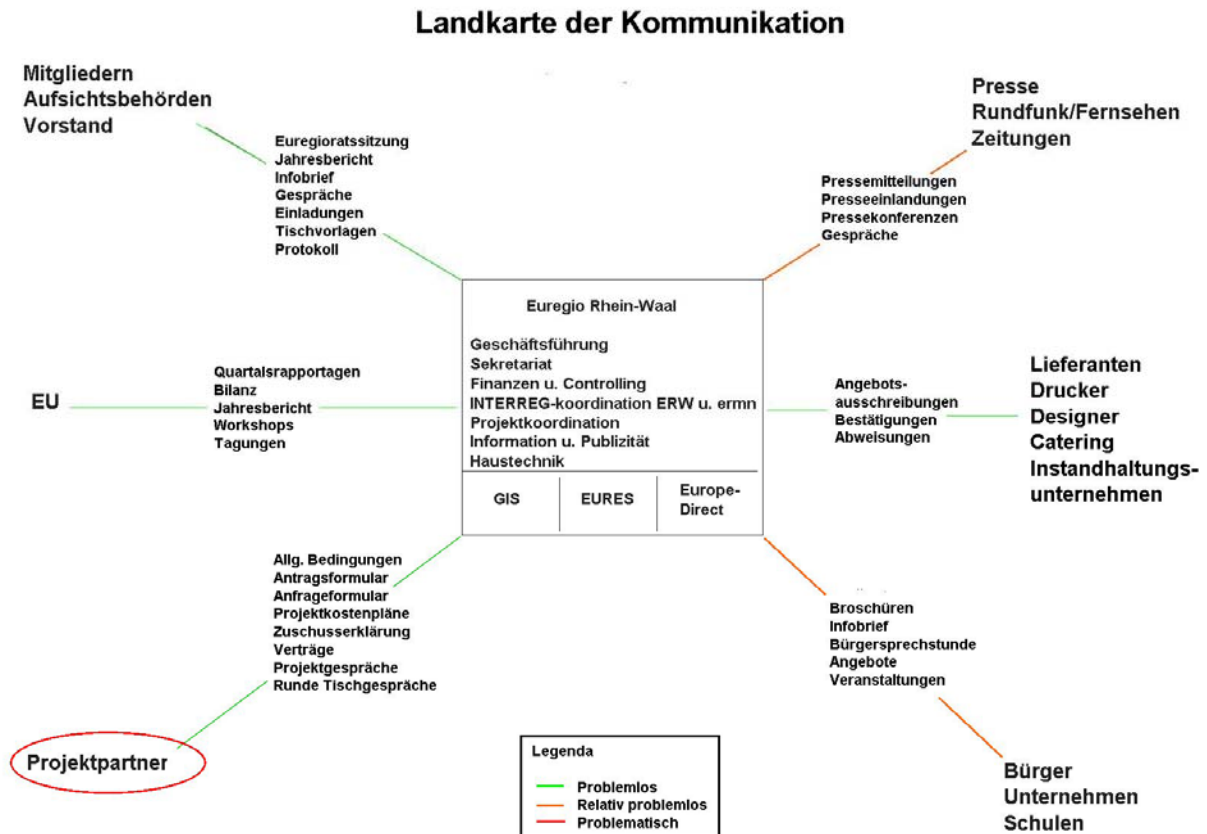 Landkarte der Kommunikation
Mitgliedern
Aufsichtsbehörden
Vorstand
Euregioratssitzung
Jahresbericht
Infobrief
Gespräche
Einladungen
Tischvorlagen
Protokoll
Presse
Rundfunk/Fernsehen
Zeitungen
Pressemitteilungen
Presseeinlandungen
Pressekonferenzen
Gespräche
EU
Quartalsrapportagen
Bilanz
Jahresbericht
Workshops
Tagungen
Euregio Rhein-Waal
Geschäftsführung
Sekretariat
Finanzen u. Controlling
INTERREG-koordination ERW u. ermn
Projektkoordination
Information u. Publizität
Haustechnik
GIS
EURES
Europe-
Direct
Angebots-
ausschreibungen
Bestätigungen
Abweisungen
Lieferanten
Drucker
Designer
Catering
Instandhaltungs-
unternehmen
Allg. Bedingungen
Antragsformular
Anfrageformular
Projektkostenpläne
Zuschusserklärung
Verträge
Projektgespräche
Runde Tischgespräche
Projektpartner
Broschüren
Infobrief
Bürgersprechstunde
Angebote
Veranstaltungen
Bürger
Unternehmen
Schulen
Legenda
Problemlos
Relativ problemlos
Problematisch